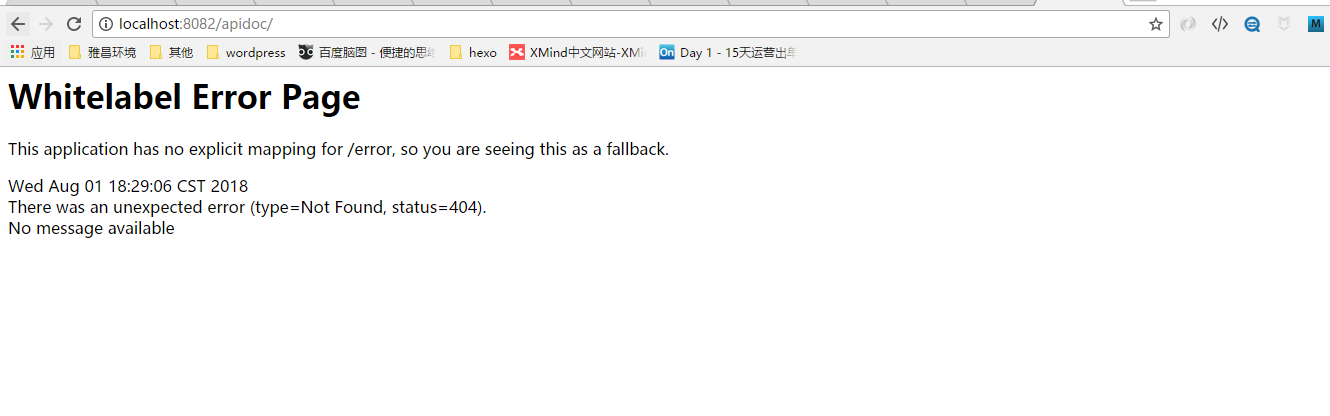 localhost:8082/apidoc/
应用 雅昌环境 其他 wordpress 百度脑图 - 便捷的思 hexo XMind中文网站-XMi On Day 1 - 15天运营出
Whitelabel Error Page
This application has no explicit mapping for /error, so you are seeing this as a fallback.
Wed Aug 01 18:29:06 CST 2018
There was an unexpected error (type=Not Found, status=404).
No message available